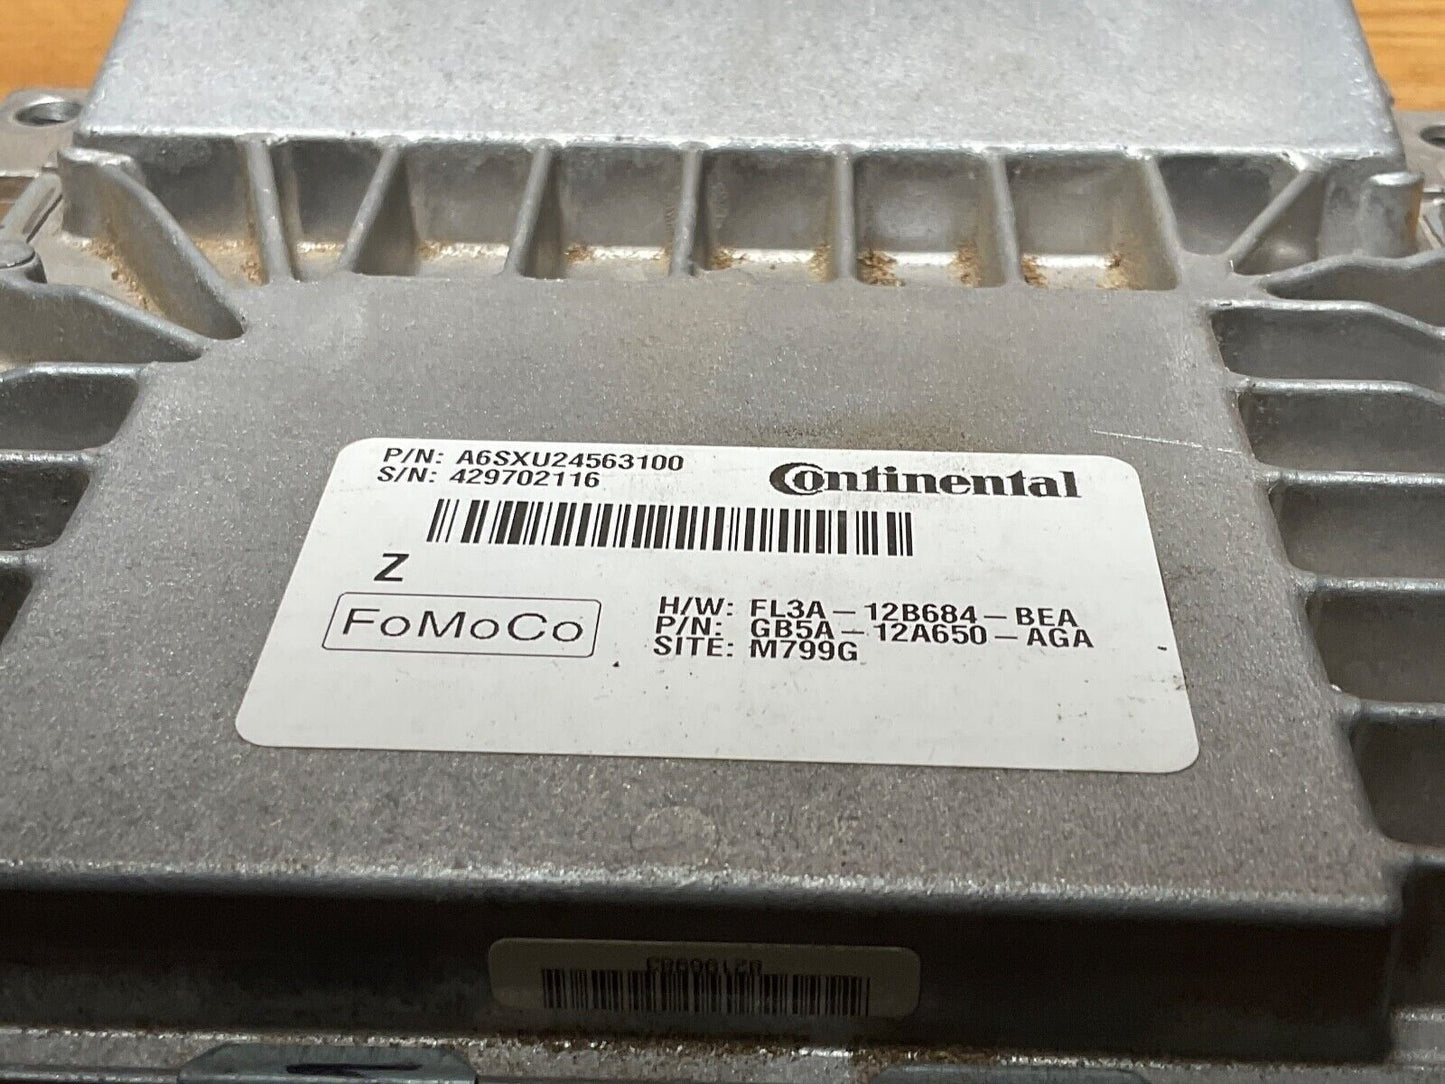 P/N: A6SXU24563100
S/N: 429702116
Continental
Z
FoMoCo
H/W: FL3A-12B684-BEA
P/N: GB5A-12A650-AGA
SITE: M799G